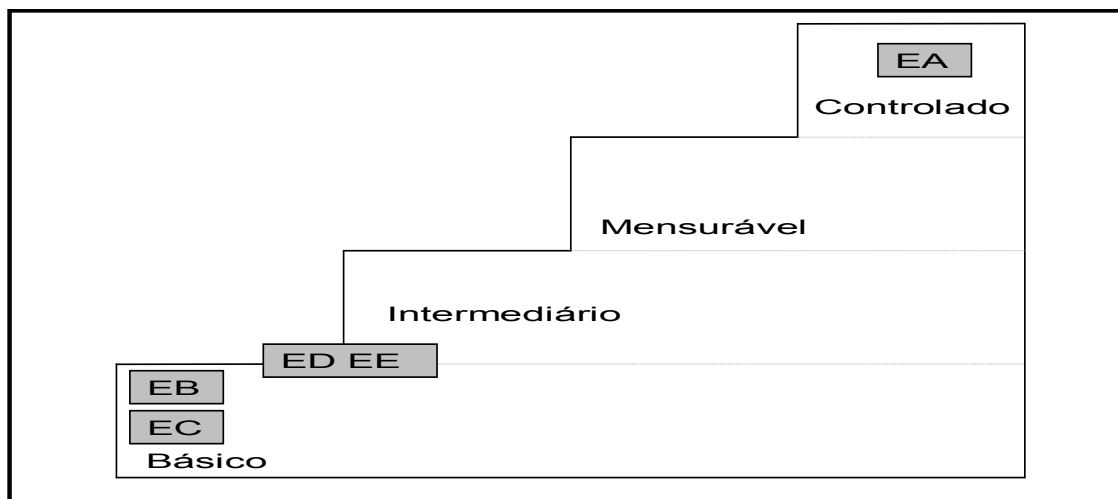 EA
Controlado
Mensurável
Intermediário
ED EE
EB
EC
Básico